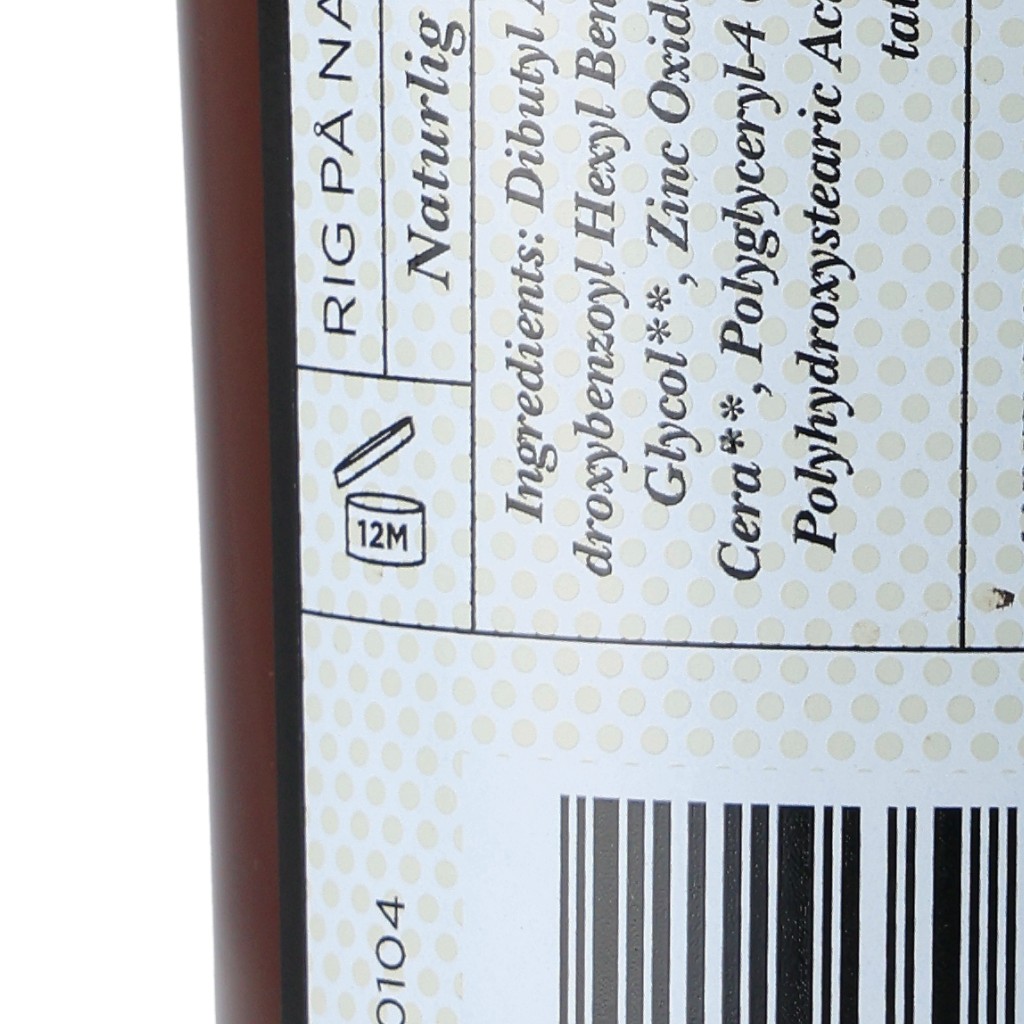 RIG PÅ NA
Naturlig
12M
Ingredients: Dibutyl A
droxybenzoyl Hexyl Ben
Glycol**, Zinc Oxid
Cera**, Polyglyceryl-4
Polyhydroxystearic Ac
tat
0104